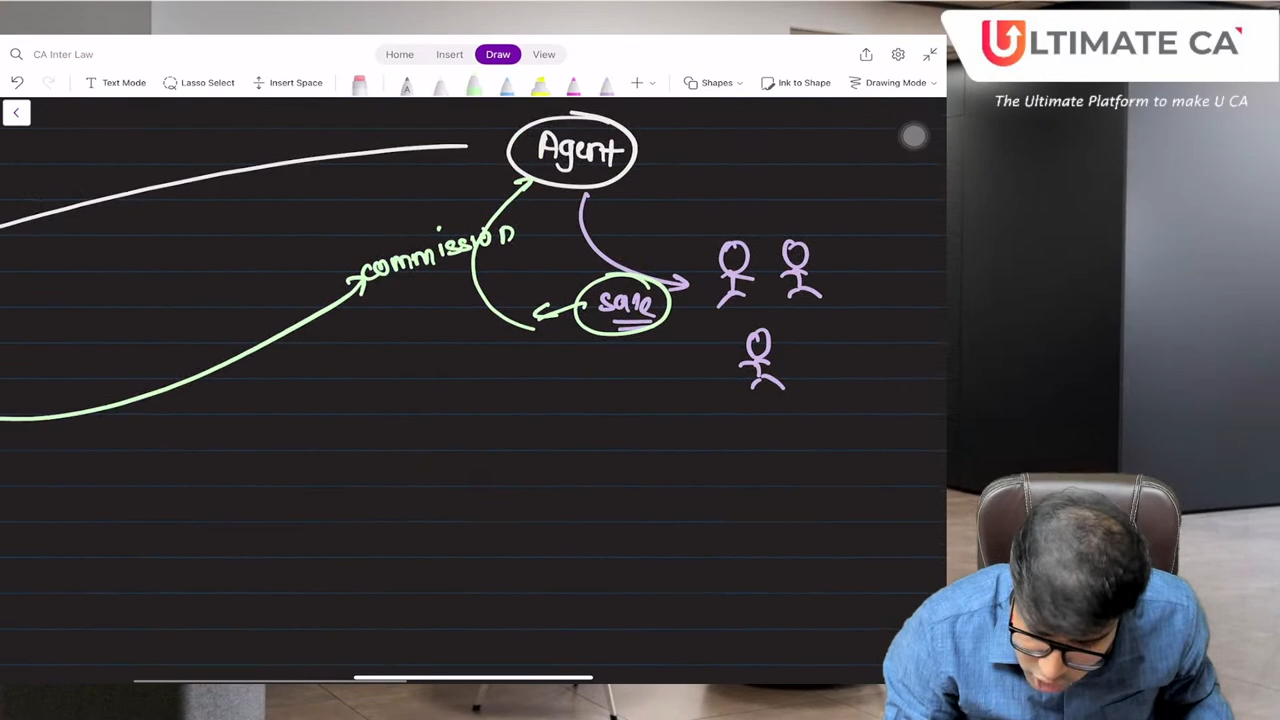 ULTIMATE CA
The Ultimate Platform to make U CA
CA Inter Law
Home Insert Draw View
Text Mode Lasso Select Insert Space Shapes Ink to Shape Drawing Mode
Agent
commission
sale